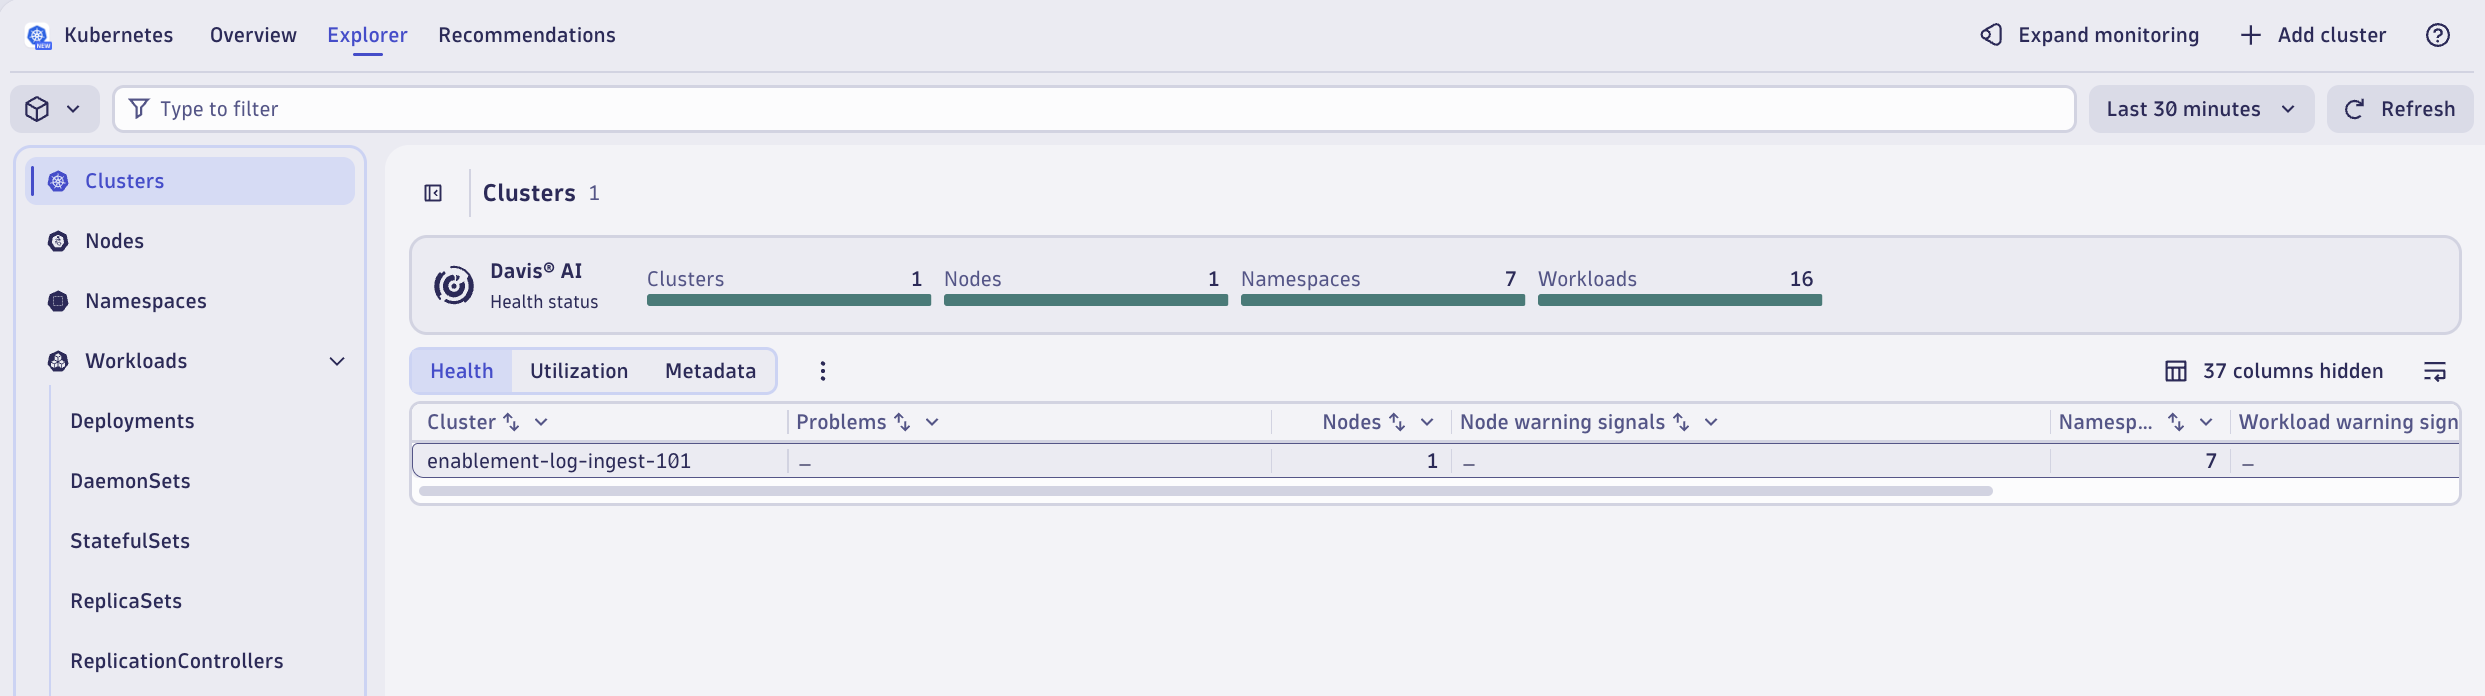 Kubernetes Overview Explorer Recommendations Expand monitoring Add cluster
NEW
Type to filter Last 30 minutes Refresh
Clusters
Nodes
Namespaces
Workloads
Deployments
DaemonSets
StatefulSets
ReplicaSets
ReplicationControllers
Clusters 1
Davis® AI
Health status
Clusters 1 Nodes 1 Namespaces 7 Workloads 16
Health Utilization Metadata 37 columns hidden
Cluster Problems Nodes Node warning signals Namesp... Workload warning sign
enablement-log-ingest-101 – 1 – 7 –